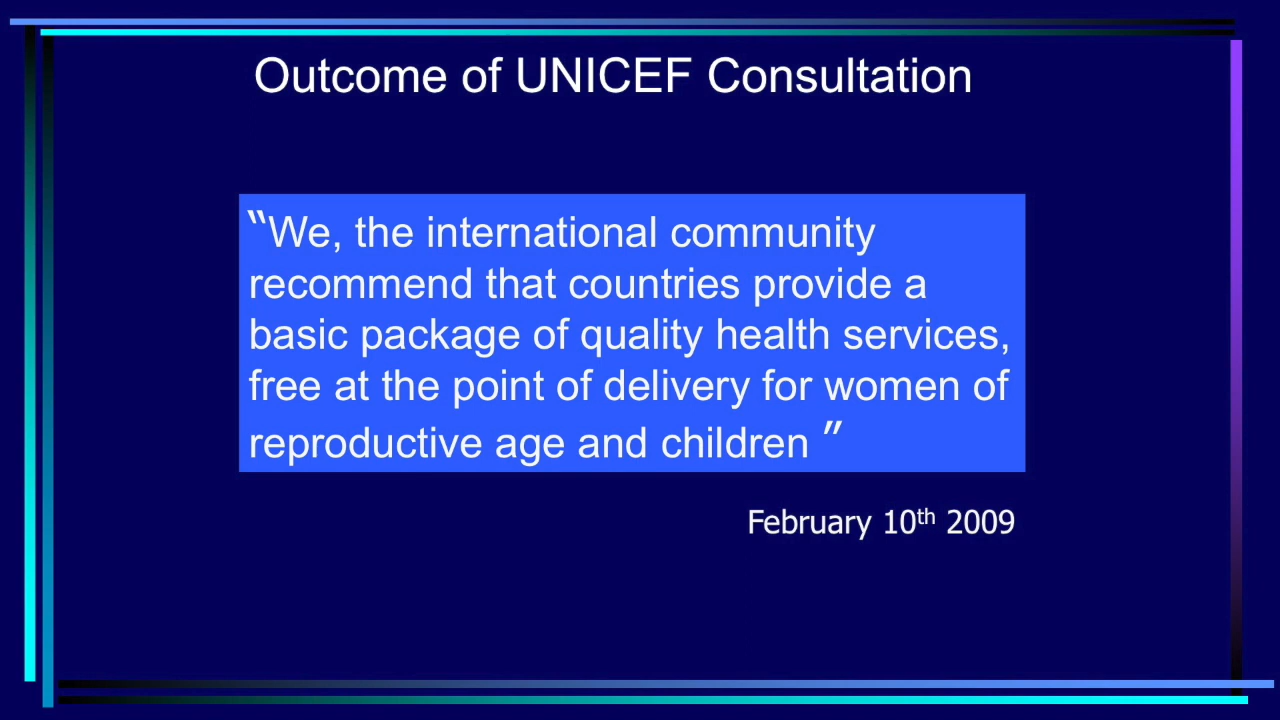 Outcome of UNICEF Consultation
“We, the international community
recommend that countries provide a
basic package of quality health services,
free at the point of delivery for women of
reproductive age and children ”
February 10th 2009